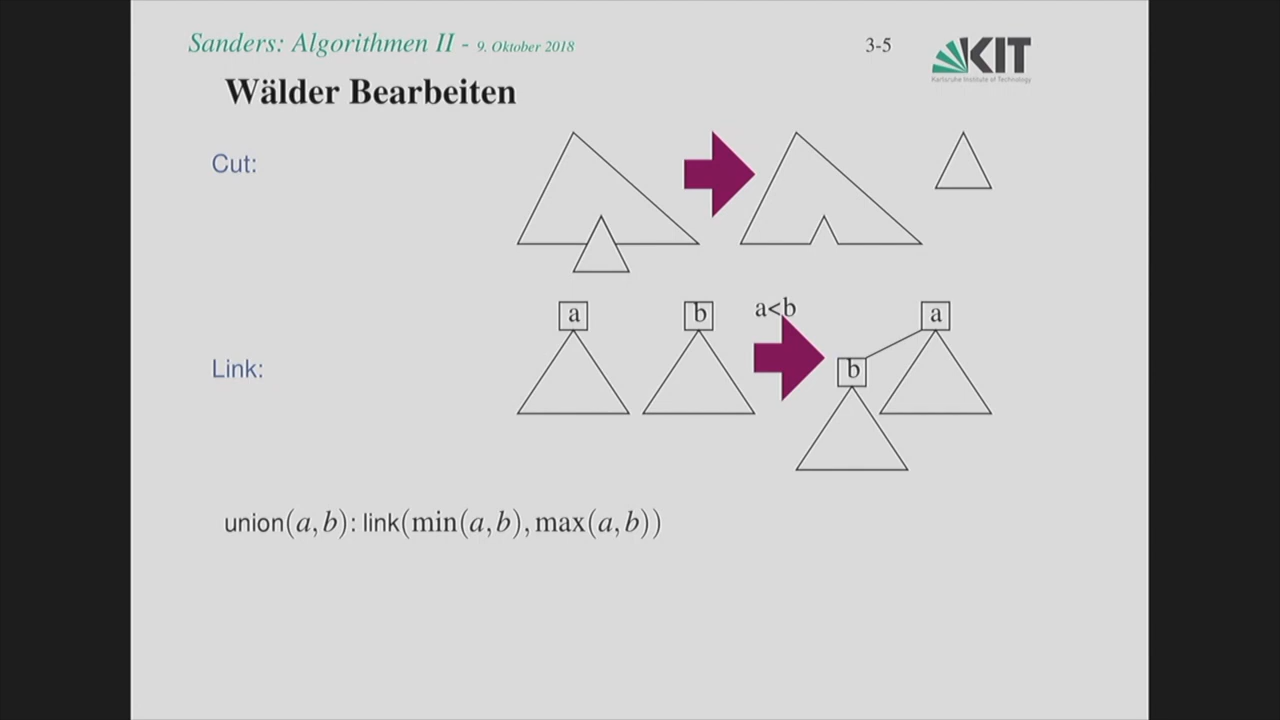 Sanders: Algorithmen II - 9. Oktober 2018
3-5
KIT
Karlsruhe Institute of Technology
Wälder Bearbeiten
Cut:
a
b
a<b
a
b
Link:
union(a,b): link(min(a,b),max(a,b))